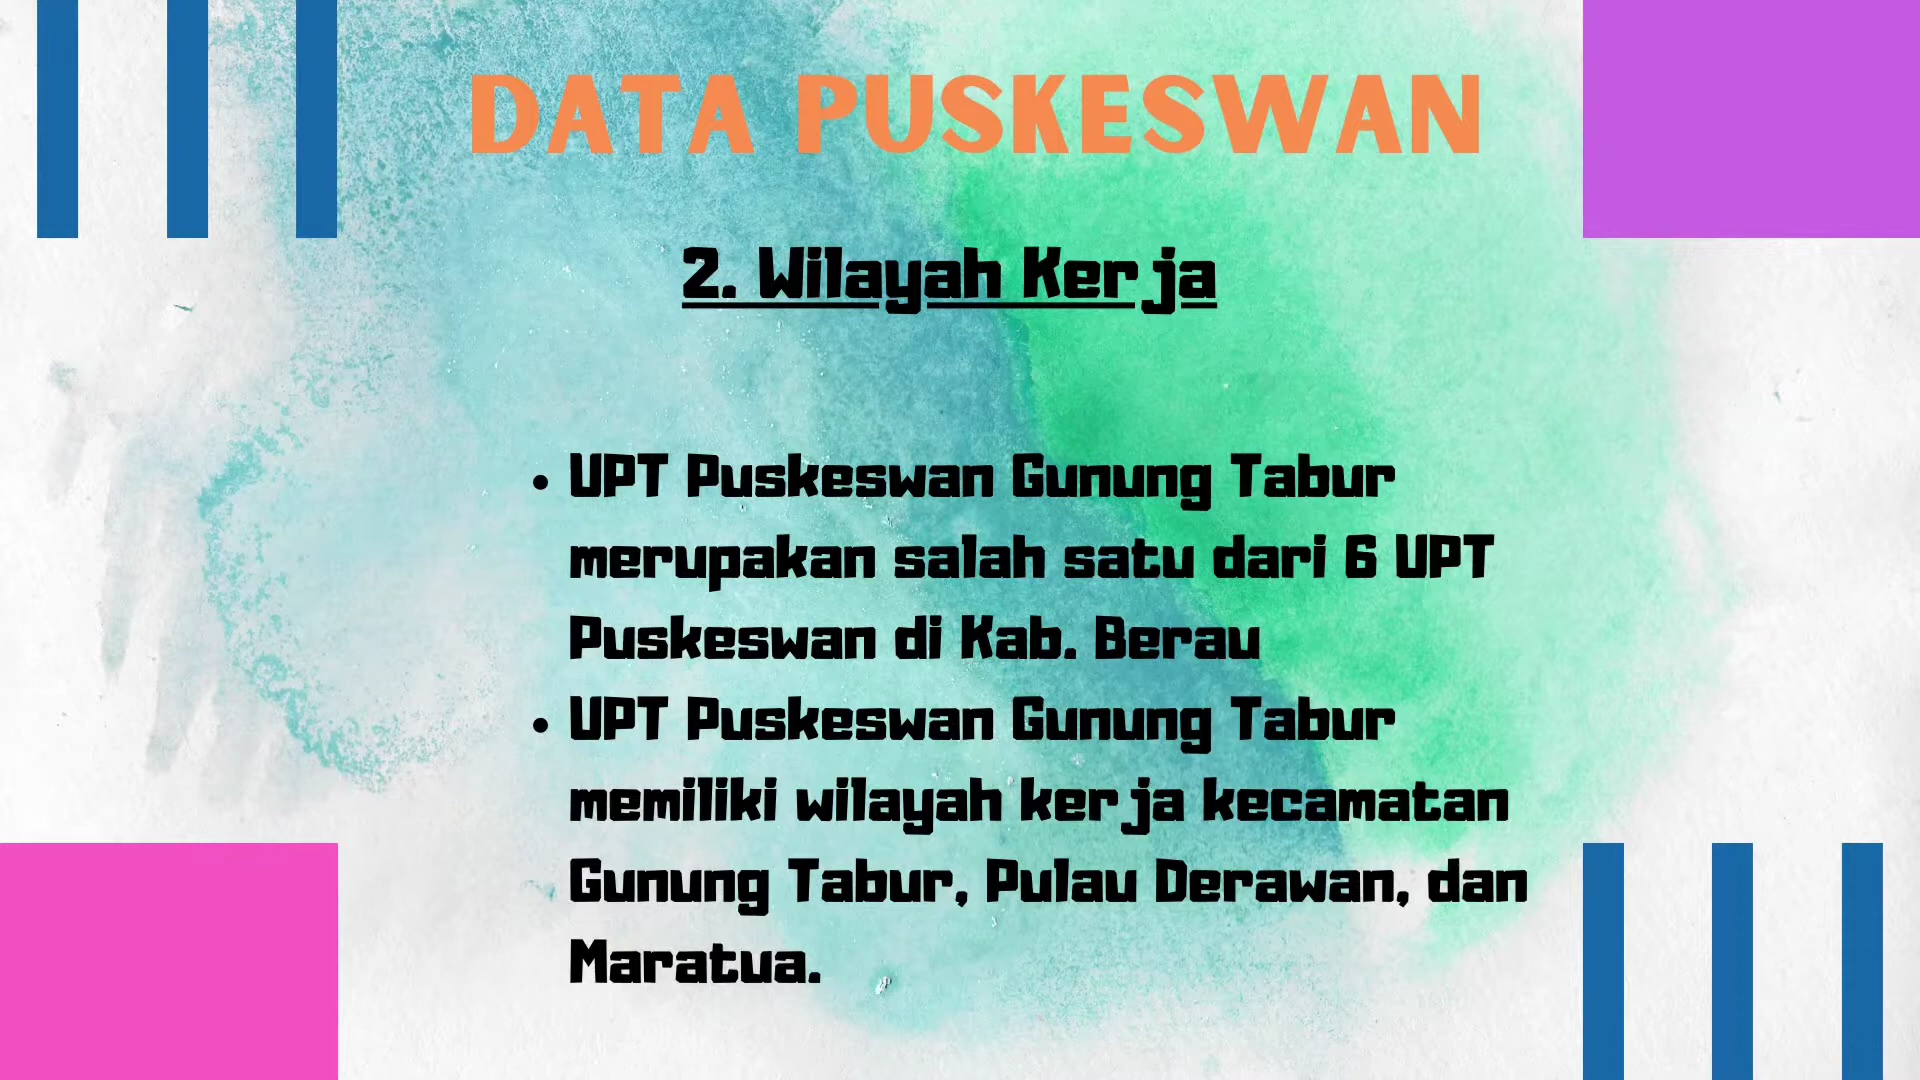 DATA PUSKESWAN
2. Wilayah Kerja
• UPT Puskeswan Gunung Tabur
merupakan salah satu dari 6 UPT
Puskeswan di Kab. Berau
• UPT Puskeswan Gunung Tabur
memiliki wilayah kerja kecamatan
Gunung Tabur, Pulau Derawan, dan
Maratua.